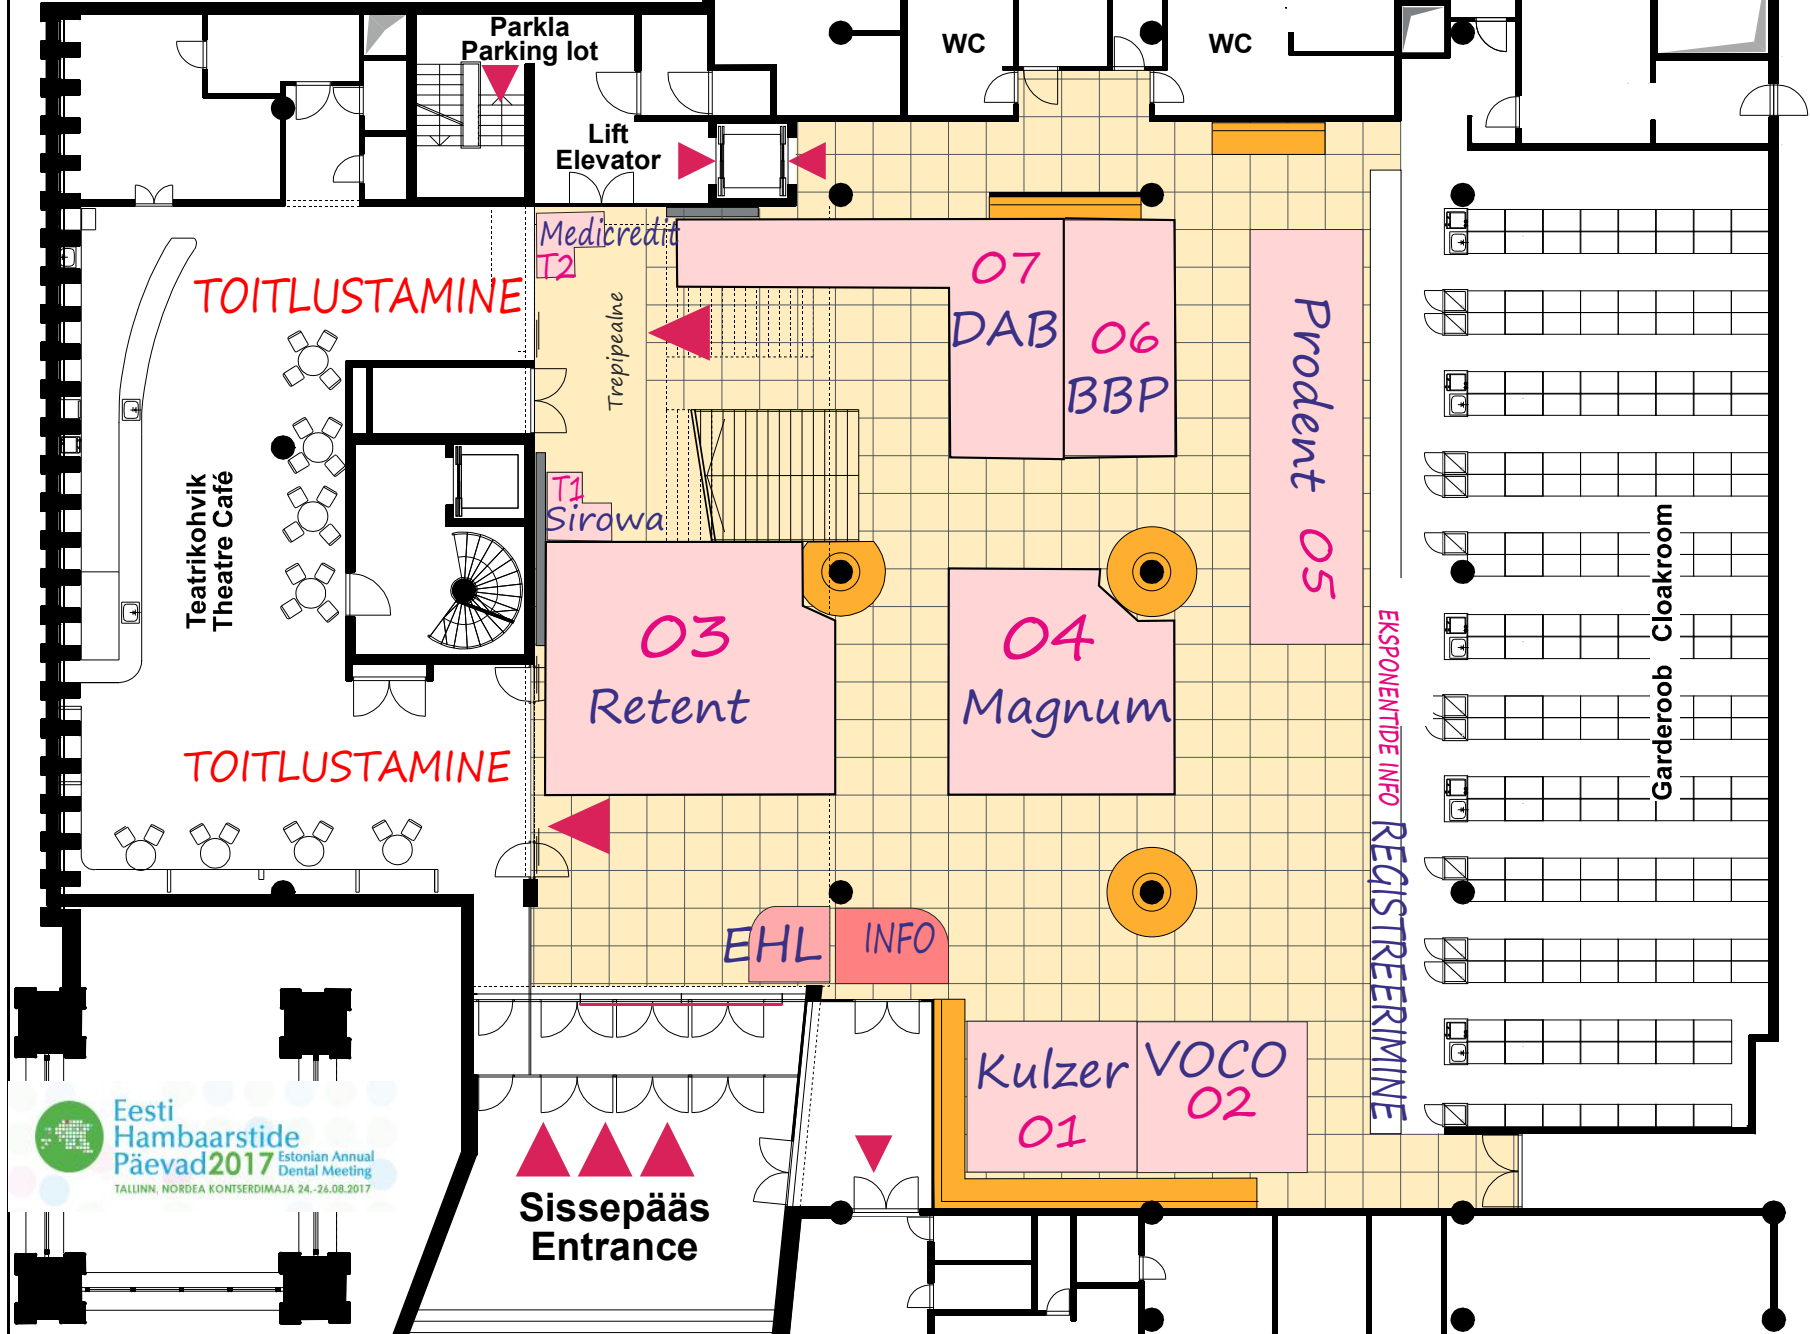 Parkla
Parking lot
WC
WC
Lift
Elevator
Medicredit
T2
TOITLUSTAMINE
Trepipealne
07
DAB
06
BBP
Prodent 05
Teatrikohvik
Theatre Café
T1
Sirowa
03
Retent
04
Magnum
EKSPONENTIDE INFO
REGISTREERIMINE
Garderoob Cloakroom
TOITLUSTAMINE
EHL
INFO
Kulzer
01
VOCO
02
Eesti
Hambaarstide
Päevad2017 Estonian Annual
Dental Meeting
TALLINN, NORDEA KONTSERDIMAJA 24.-26.08.2017
Sissepääs
Entrance